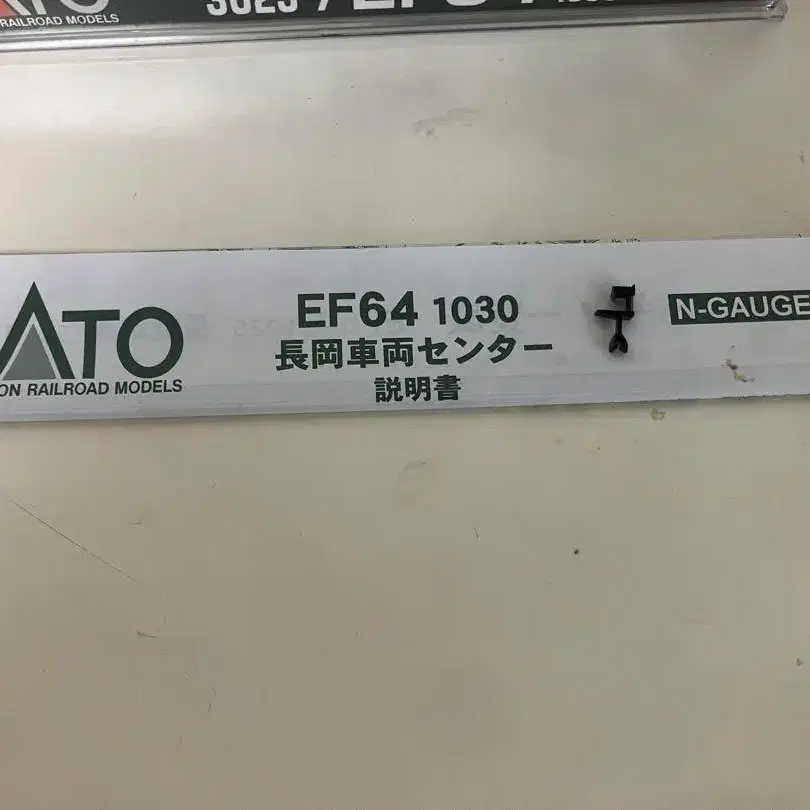 RAILROAD MODELS
ATO
ON RAILROAD MODELS
EF64 1030
長岡車両センター
説明書
N-GAUGE